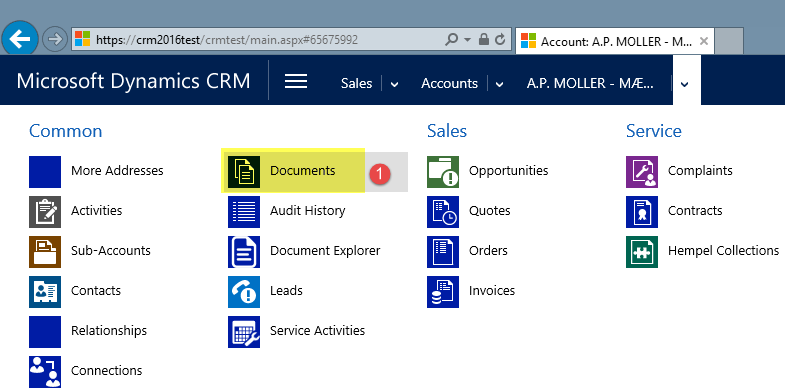 https://crm2016test/crmtest/main.aspx#65675992
Account: A.P. MOLLER - M...
Microsoft Dynamics CRM
Sales
Accounts
A.P. MOLLER - MÆ...
Common
More Addresses
Activities
Sub-Accounts
Contacts
Relationships
Connections
Documents
1
Audit History
Document Explorer
Leads
Service Activities
Sales
Opportunities
Quotes
Orders
Invoices
Service
Complaints
Contracts
Hempel Collections